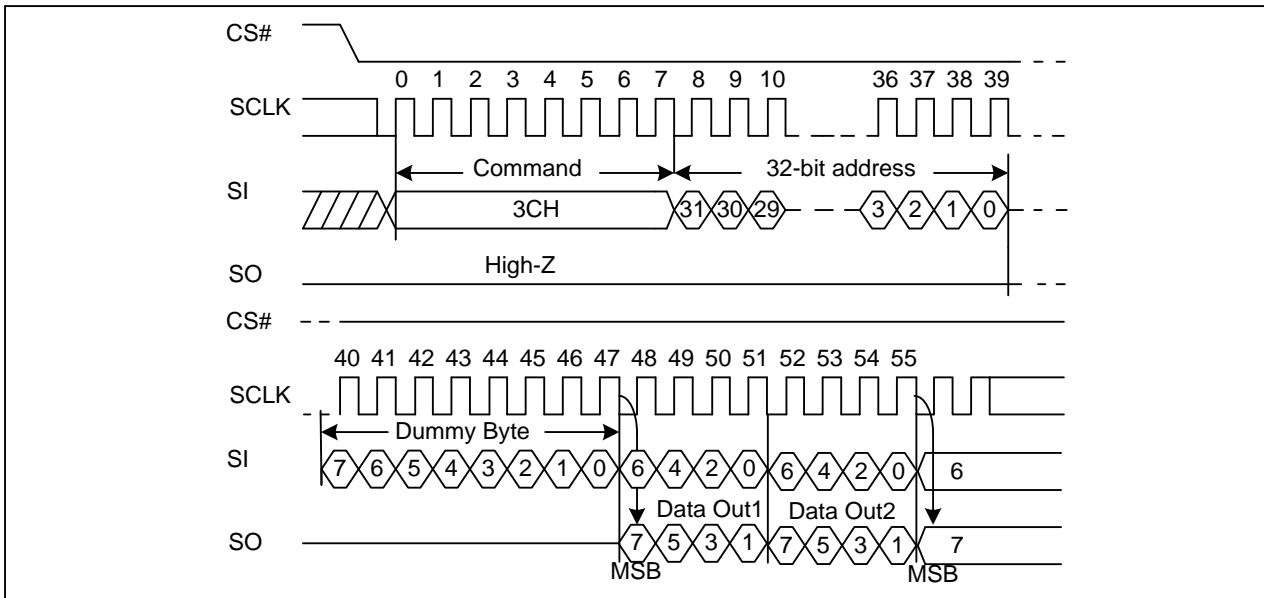 CS#
0 1 2 3 4 5 6 7 8 9 10 36 37 38 39
SCLK
Command 32-bit address
SI
3CH 31 30 29 3 2 1 0
High-Z
SO
CS#
40 41 42 43 44 45 46 47 48 49 50 51 52 53 54 55
SCLK
Dummy Byte
SI
7 6 5 4 3 2 1 0 6 4 2 0 6 4 2 0 6
Data Out1 Data Out2
SO
7 5 3 1 7 5 3 1 7
MSB MSB